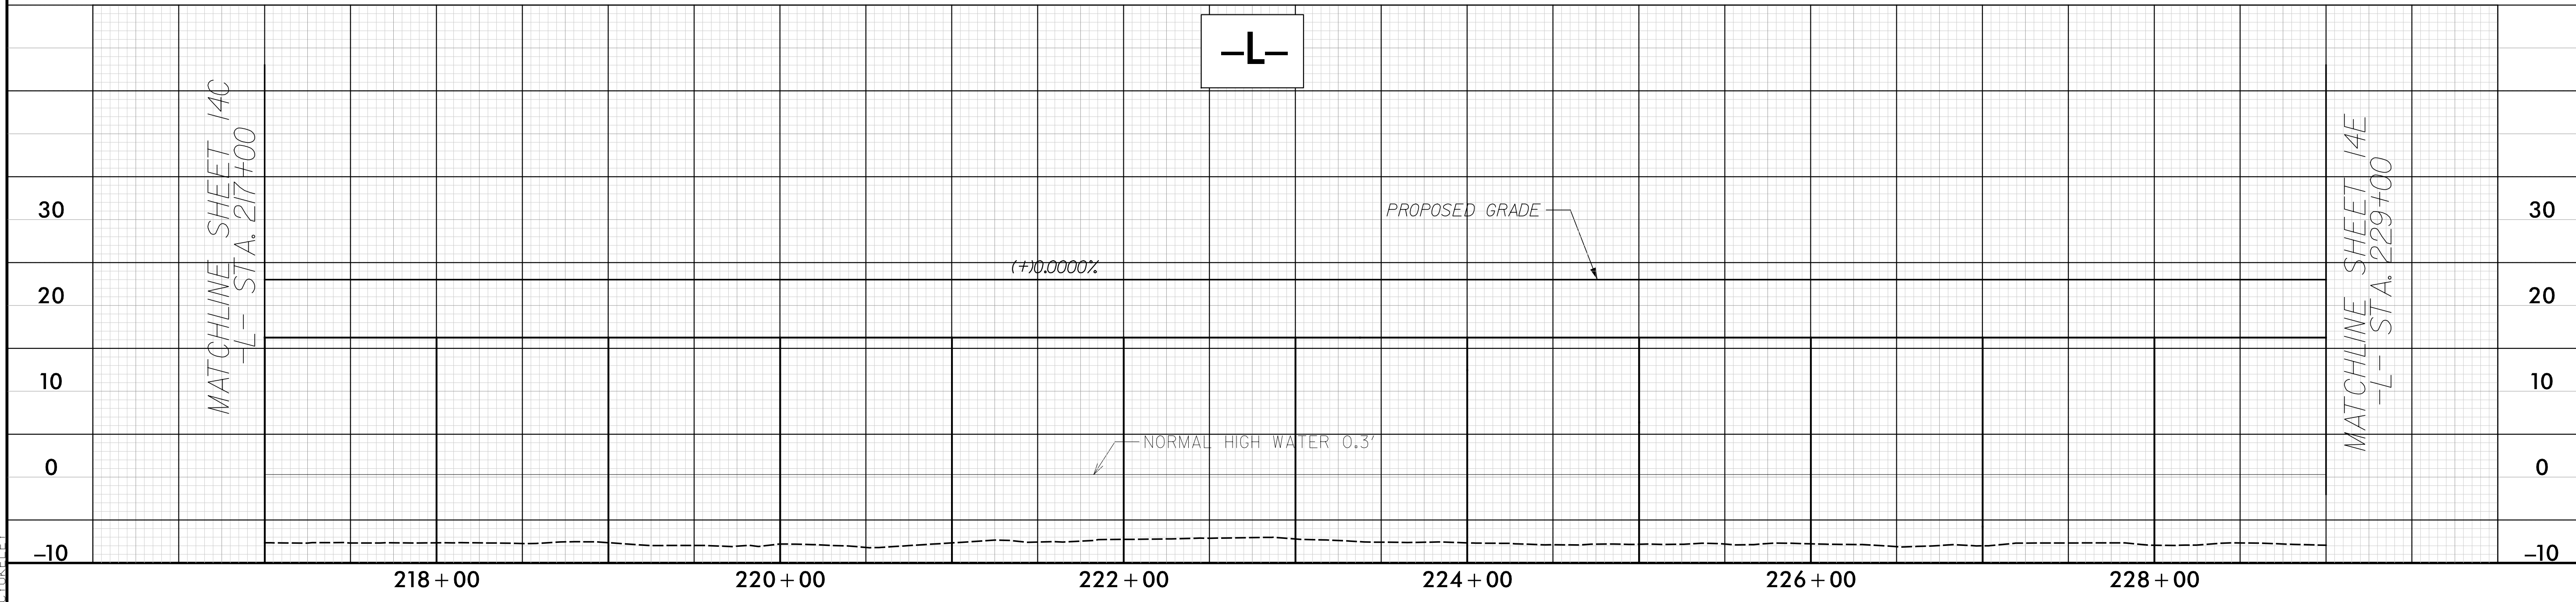 –L–
MATCHLINE SHEET 14C
-L- STA. 217+00
MATCHLINE SHEET 14E
-L- STA. 229+00
30
30
PROPOSED GRADE
(+)0.0000%
20
20
10
10
NORMAL HIGH WATER 0.3'
0
0
–10
–10
218+00
220+00
222+00
224+00
226+00
228+00